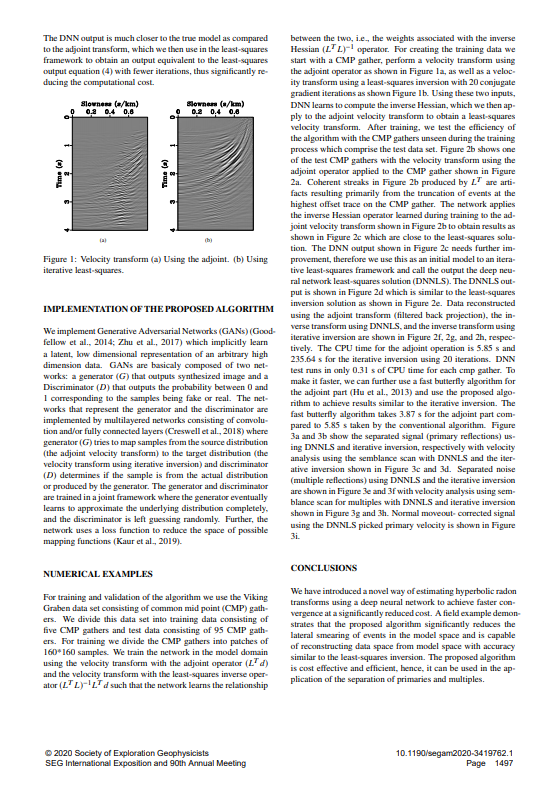 The DNN output is much closer to the true model as compared
to the adjoint transform, which we then use in the least-squares
framework to obtain an output equivalent to the least-squares
output equation (4) with fewer iterations, thus significantly re-
ducing the computational cost.
Slowness (s/km)
0 0.2 0.4 0.6
Time (s)
0
1
2
3
4
(a)
Slowness (s/km)
0 0.2 0.4 0.6
Time (s)
0
1
2
3
4
(b)
Figure 1: Velocity transform (a) Using the adjoint. (b) Using
iterative least-squares.
IMPLEMENTATION OF THE PROPOSED ALGORITHM
We implement Generative Adversarial Networks (GANs) (Good-
fellow et al., 2014; Zhu et al., 2017) which implicitly learn
a latent, low dimensional representation of an arbitrary high
dimension data. GANs are basicaly composed of two net-
works: a generator (G) that outputs synthesized image and a
Discriminator (D) that outputs the probability between 0 and
1 corresponding to the samples being fake or real. The net-
works that represent the generator and the discriminator are
implemented by multilayered networks consisting of convolu-
tion and/or fully connected layers (Creswell et al., 2018) where
generator (G) tries to map samples from the source distribution
(the adjoint velocity transform) to the target distribution (the
velocity transform using iterative inversion) and discriminator
(D) determines if the sample is from the actual distribution
or produced by the generator. The generator and discriminator
are trained in a joint framework where the generator eventually
learns to approximate the underlying distribution completely,
and the discriminator is left guessing randomly. Further, the
network uses a loss function to reduce the space of possible
mapping functions (Kaur et al., 2019).
NUMERICAL EXAMPLES
For training and validation of the algorithm we use the Viking
Graben data set consisting of common mid point (CMP) gath-
ers. We divide this data set into training data consisting of
five CMP gathers and test data consisting of 95 CMP gath-
ers. For training we divide the CMP gathers into patches of
160*160 samples. We train the network in the model domain
using the velocity transform with the adjoint operator (L^T d)
and the velocity transform with the least-squares inverse oper-
ator (L^T L)^−1 L^T d such that the network learns the relationship
between the two, i.e., the weights associated with the inverse
Hessian (L^T L)^−1 operator. For creating the training data we
start with a CMP gather, perform a velocity transform using
the adjoint operator as shown in Figure 1a, as well as a veloc-
ity transform using a least-squares inversion with 20 conjugate
gradient iterations as shown Figure 1b. Using these two inputs,
DNN learns to compute the inverse Hessian, which we then ap-
ply to the adjoint velocity transform to obtain a least-squares
velocity transform. After training, we test the efficiency of
the algorithm with the CMP gathers unseen during the training
process which comprise the test data set. Figure 2b shows one
of the test CMP gathers with the velocity transform using the
adjoint operator applied to the CMP gather shown in Figure
2a. Coherent streaks in Figure 2b produced by L^T are arti-
facts resulting primarily from the truncation of events at the
highest offset trace on the CMP gather. The network applies
the inverse Hessian operator learned during training to the ad-
joint velocity transform shown in Figure 2b to obtain results as
shown in Figure 2c which are close to the least-squares solu-
tion. The DNN output shown in Figure 2c needs further im-
provement, therefore we use this as an initial model to an itera-
tive least-squares framework and call the output the deep neu-
ral network least-squares solution (DNNLS). The DNNLS out-
put is shown in Figure 2d which is similar to the least-squares
inversion solution as shown in Figure 2e. Data reconstructed
using the adjoint transform (filtered back projection), the in-
verse transform using DNNLS, and the inverse transform using
iterative inversion are shown in Figure 2f, 2g, and 2h, respec-
tively. The CPU time for the adjoint operation is 5.85 s and
235.64 s for the iterative inversion using 20 iterations. DNN
test runs in only 0.31 s of CPU time for each cmp gather. To
make it faster, we can further use a fast butterfly algorithm for
the adjoint part (Hu et al., 2013) and use the proposed algo-
rithm to achieve results similar to the iterative inversion. The
fast butterfly algorithm takes 3.87 s for the adjoint part com-
pared to 5.85 s taken by the conventional algorithm. Figure
3a and 3b show the separated signal (primary reflections) us-
ing DNNLS and iterative inversion, respectively with velocity
analysis using the semblance scan with DNNLS and the iter-
ative inversion shown in Figure 3c and 3d. Separated noise
(multiple reflections) using DNNLS and the iterative inversion
are shown in Figure 3e and 3f with velocity analysis using sem-
blance scan for multiples with DNNLS and iterative inversion
shown in Figure 3g and 3h. Normal moveout- corrected signal
using the DNNLS picked primary velocity is shown in Figure
3i.
CONCLUSIONS
We have introduced a novel way of estimating hyperbolic radon
transforms using a deep neural network to achieve faster con-
vergence at a significantly reduced cost. A field example demon-
strates that the proposed algorithm significantly reduces the
lateral smearing of events in the model space and is capable
of reconstructing data from model space with accuracy
similar to the least-squares inversion. The proposed algorithm
is cost effective and efficient, hence, it can be used in the ap-
plication of the separation of primaries and multiples.
© 2020 Society of Exploration Geophysicists
SEG International Exposition and 90th Annual Meeting
10.1190/segam2020-3419762.1
Page 1497